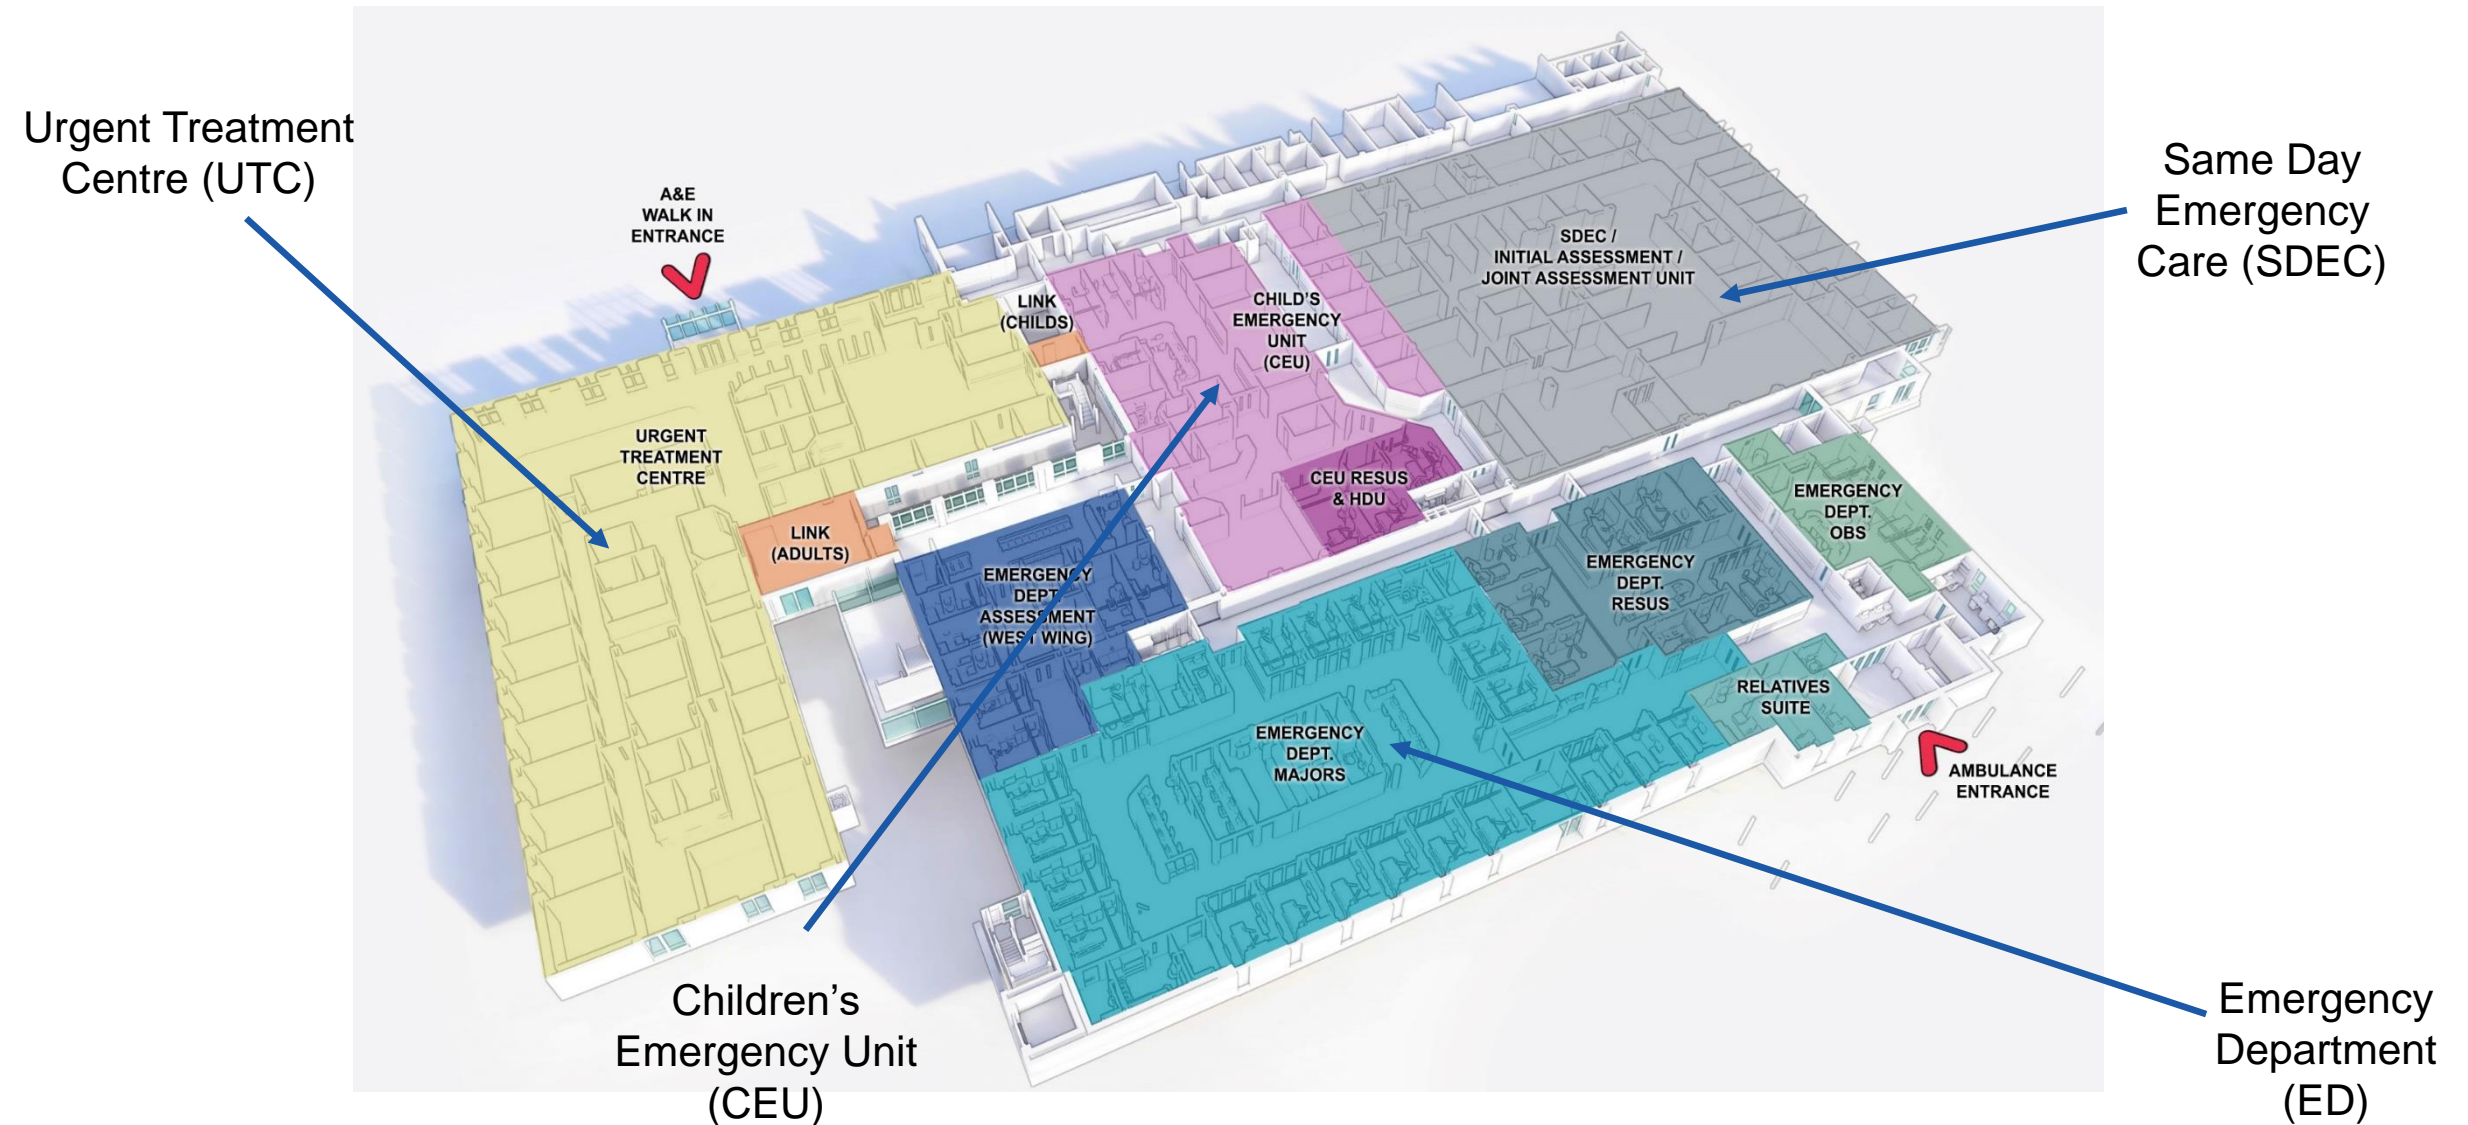 Urgent Treatment
Centre (UTC)
A&E
WALK IN
ENTRANCE
Same Day
Emergency
Care (SDEC)
SDEC /
INITIAL ASSESSMENT /
JOINT ASSESSMENT UNIT
LINK
(CHILDS)
CHILD'S
EMERGENCY
UNIT
(CEU)
URGENT
TREATMENT
CENTRE
CEU RESUS
& HDU
EMERGENCY
DEPT.
OBS
LINK
(ADULTS)
EMERGENCY
DEPT.
ASSESSMENT
(WEST WING)
EMERGENCY
DEPT.
RESUS
RELATIVES
SUITE
EMERGENCY
DEPT.
MAJORS
AMBULANCE
ENTRANCE
Children’s
Emergency Unit
(CEU)
Emergency
Department
(ED)